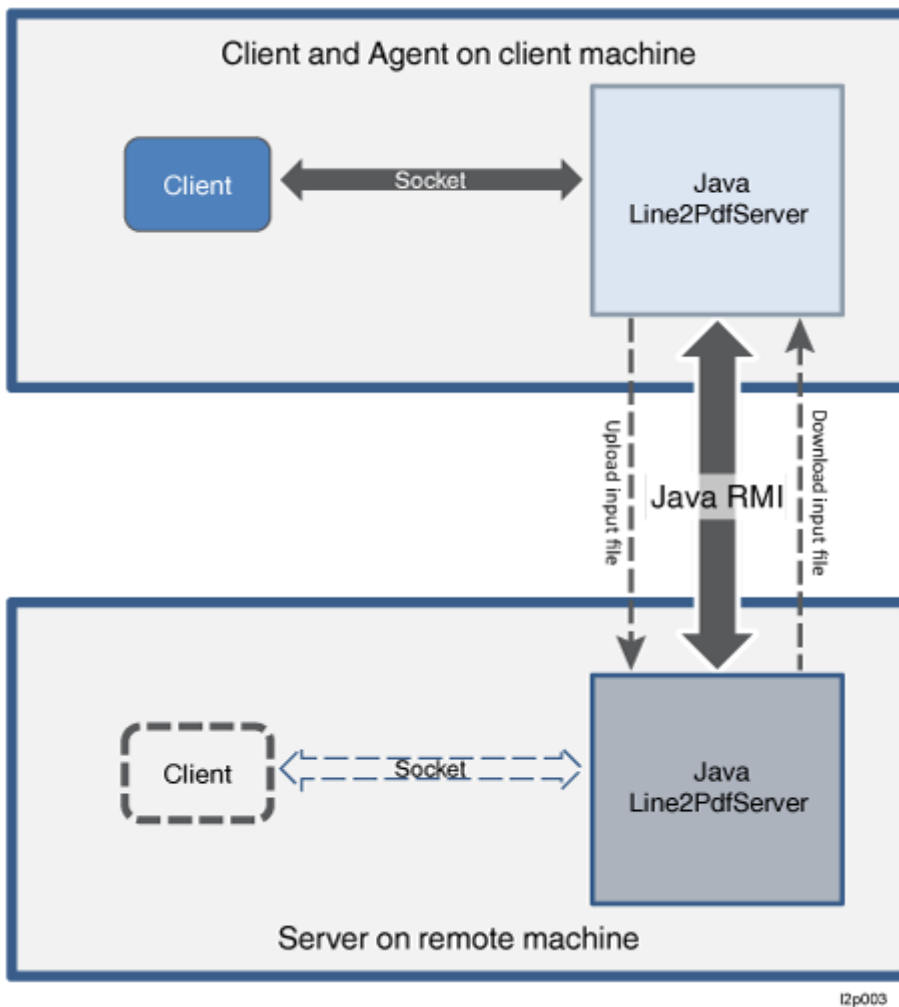 Client and Agent on client machine
Client
Socket
Java
Line2PdfServer
Upload input file
Java RMI
Download input file
Client
Socket
Java
Line2PdfServer
Server on remote machine
l2p003